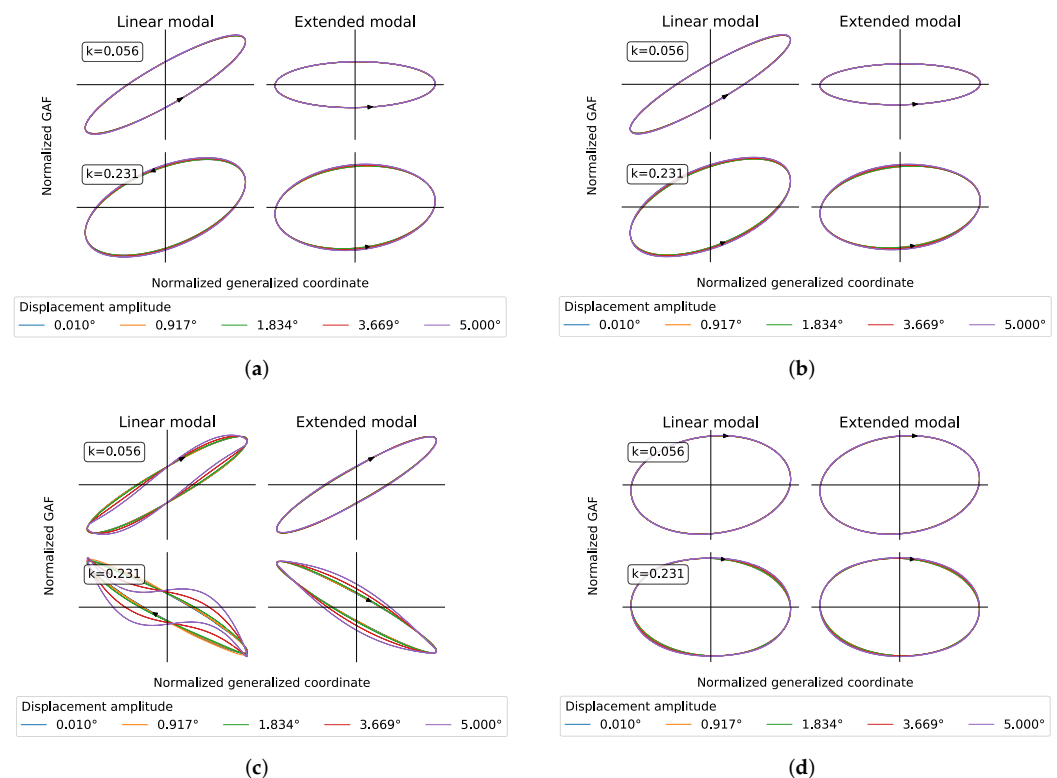 Linear modal Extended modal
k=0.056
k=0.231
Normalized GAF
Normalized generalized coordinate
Displacement amplitude
0.010° 0.917° 1.834° 3.669° 5.000°
(a)
Linear modal Extended modal
k=0.056
k=0.231
Normalized GAF
Normalized generalized coordinate
Displacement amplitude
0.010° 0.917° 1.834° 3.669° 5.000°
(b)
Linear modal Extended modal
k=0.056
k=0.231
Normalized GAF
Normalized generalized coordinate
Displacement amplitude
0.010° 0.917° 1.834° 3.669° 5.000°
(c)
Linear modal Extended modal
k=0.056
k=0.231
Normalized GAF
Normalized generalized coordinate
Displacement amplitude
0.010° 0.917° 1.834° 3.669° 5.000°
(d)